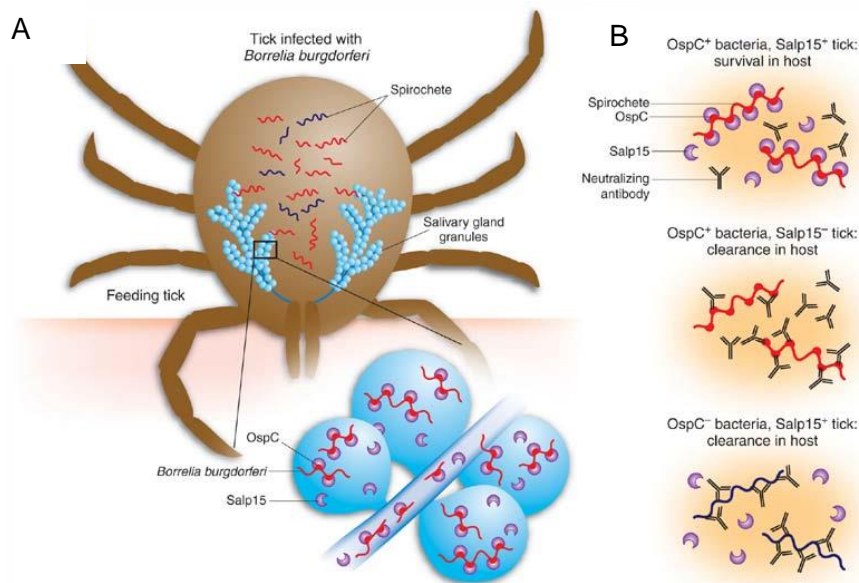 A
Tick infected with
Borrelia burgdorferi
Spirochete
Salivary gland
granules
Feeding tick
OspC
Borrelia burgdorferi
Salp15
B
OspC⁺ bacteria, Salp15⁺ tick:
survival in host
Spirochete
OspC
Salp15
Neutralizing
antibody
OspC⁺ bacteria, Salp15⁻ tick:
clearance in host
OspC⁻ bacteria, Salp15⁺ tick:
clearance in host